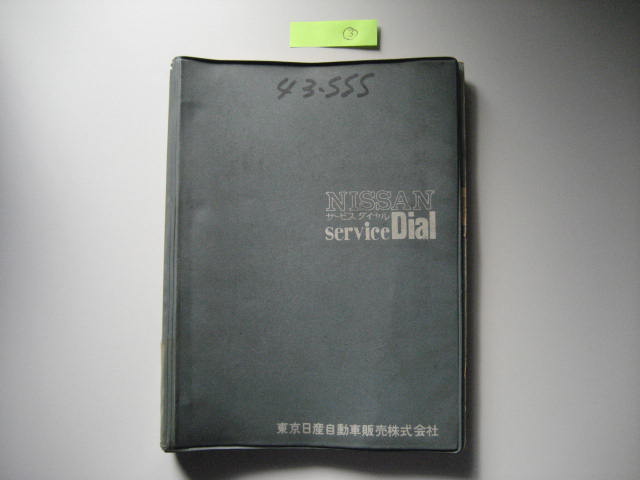 ③
43.SSS
NISSAN
サービスダイヤル
service Dial
東京日産自動車販売株式会社